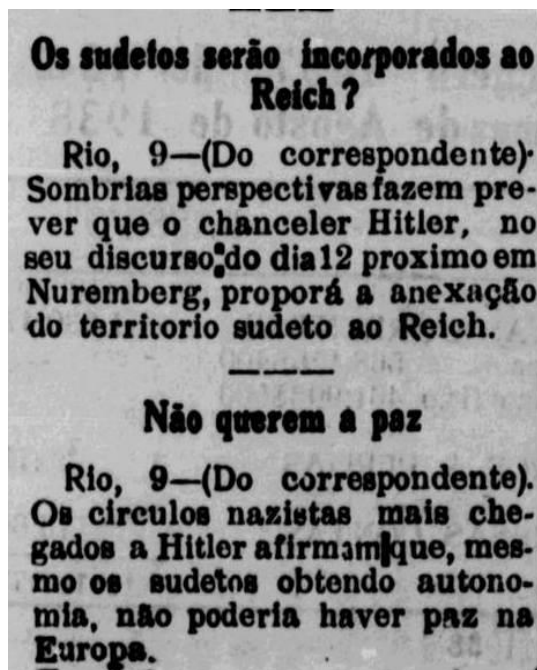 Os sudetos serão incorporados ao
Reich?
Rio, 9—(Do correspondente)·
Sombrias perspectivas fazem pre-
ver que o chanceler Hitler, no
seu discurso do dia 12 proximo em
Nuremberg, proporá a anexação
do territorio sudeto ao Reich.
Não querem a paz
Rio, 9—(Do correspondente).
Os circulos nazistas mais che-
gados a Hitler afirmam que, mes-
mo os sudetos obtendo autono-
mia, não poderia haver paz na
Europa.